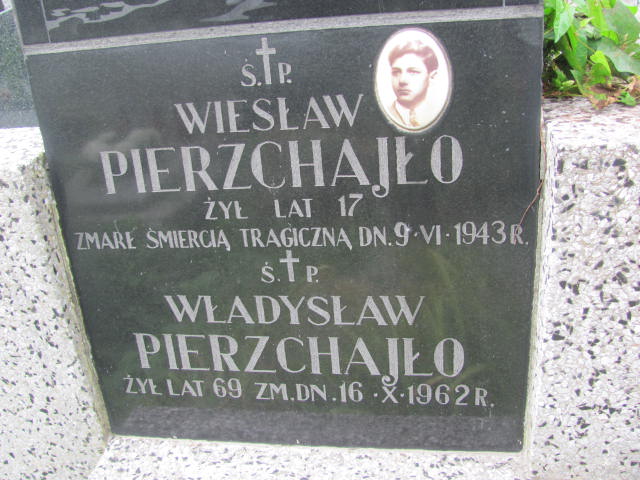 Ś.†P.
WIESŁAW
PIERZCHAJŁO
ŻYŁ LAT 17
ZMARŁ ŚMIERCIĄ TRAGICZNĄ DN. 9·VI·1943 R.
Ś.†P.
WŁADYSŁAW
PIERZCHAJŁO
ŻYŁ LAT 69 ZM. DN. 16·X·1962 R.